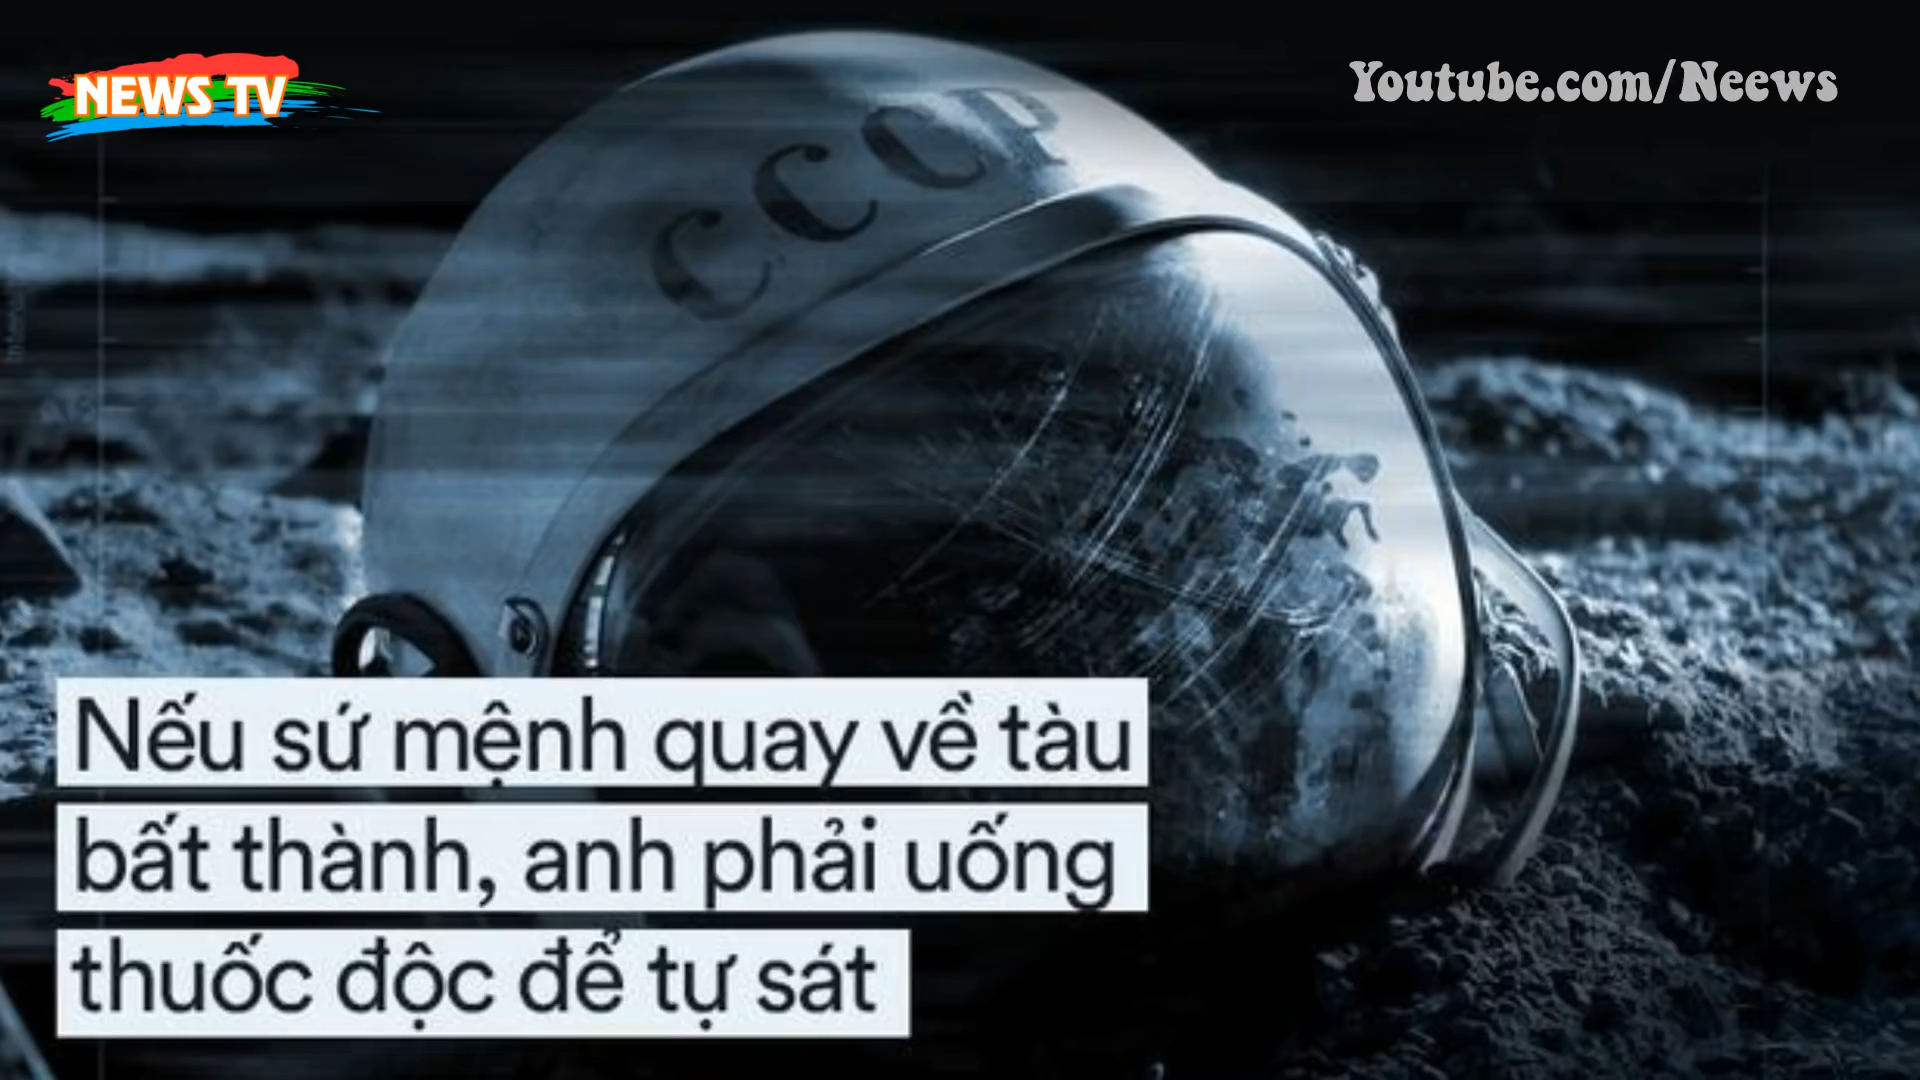 NEWS TV
Youtube.com/Neews
CCCP
Nếu sứ mệnh quay về tàu
bất thành, anh phải uống
thuốc độc để tự sát